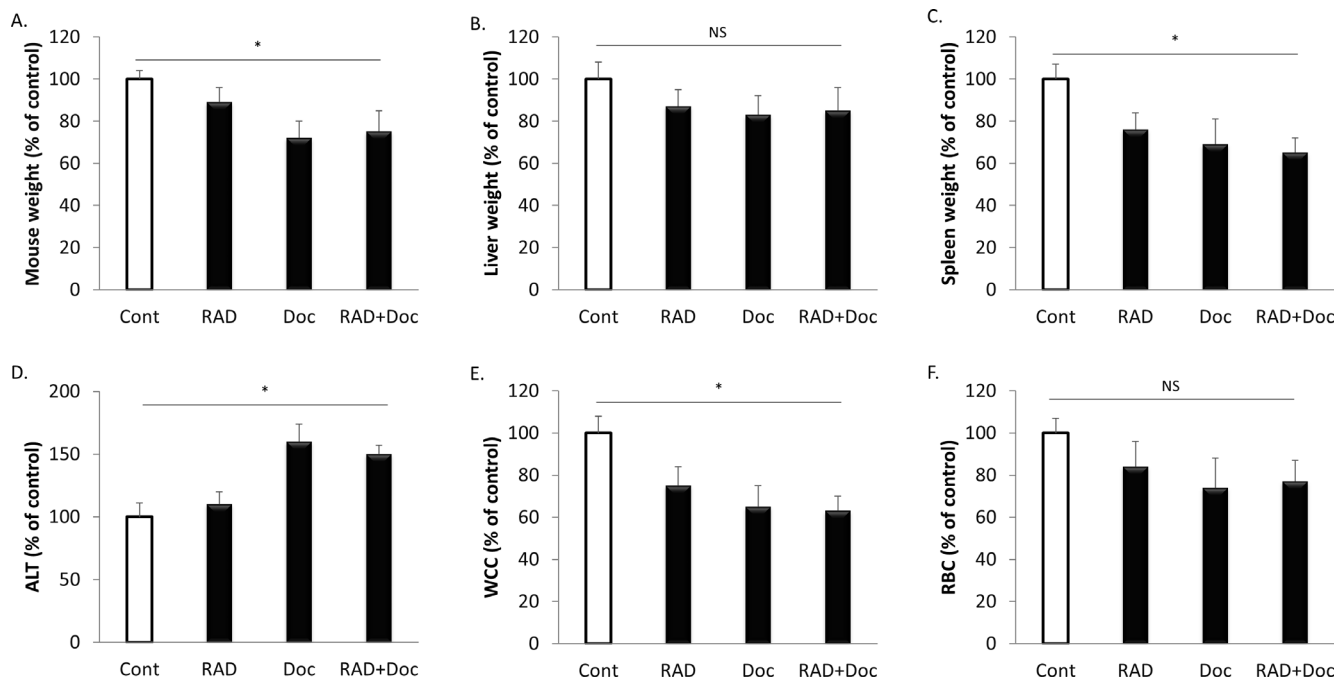 A.
Mouse weight (% of control)
120
100
80
60
40
20
0
*
Cont RAD Doc RAD+Doc
B.
Liver weight (% of control)
120
100
80
60
40
20
0
NS
Cont RAD Doc RAD+Doc
C.
Spleen weight (% of control)
120
100
80
60
40
20
0
*
Cont RAD Doc RAD+Doc
D.
ALT (% of control)
200
150
100
50
0
*
Cont RAD Doc RAD+Doc
E.
WCC (% of control)
120
100
80
60
40
20
0
*
Cont RAD Doc RAD+Doc
F.
RBC (% of control)
120
100
80
60
40
20
0
NS
Cont RAD Doc RAD+Doc